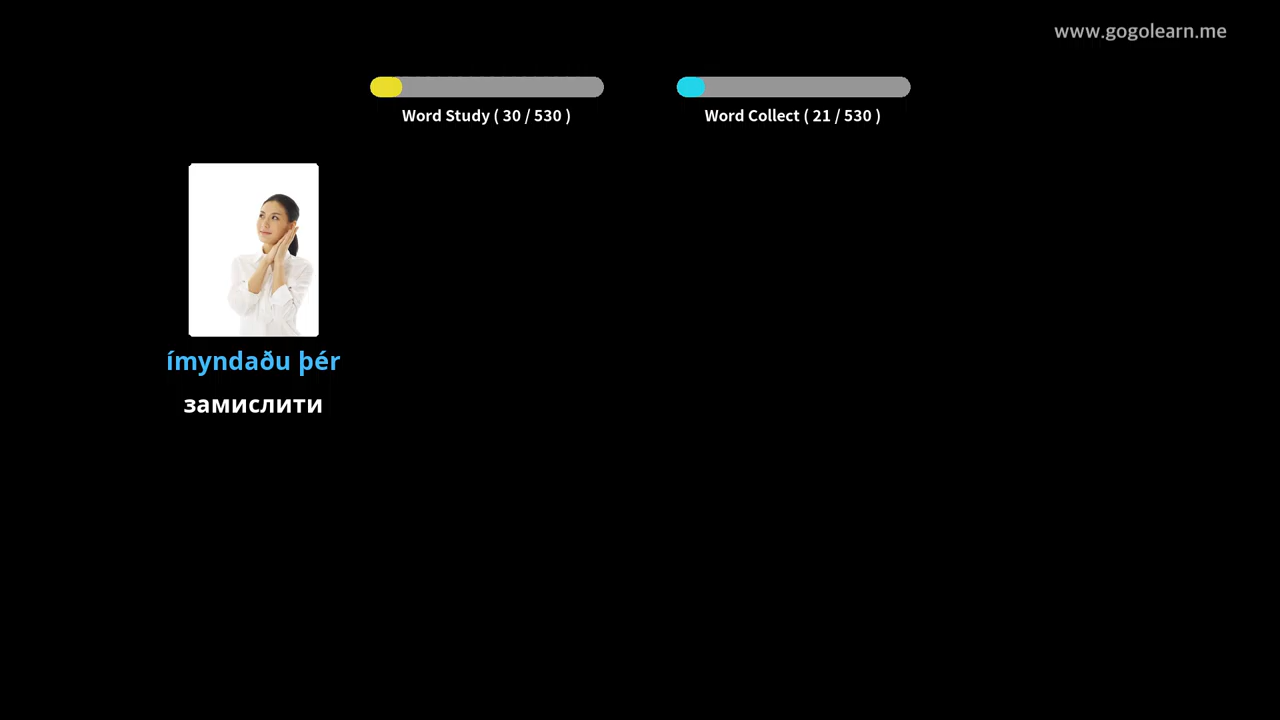 www.gogolearn.me
Word Study ( 30 / 530 )
Word Collect ( 21 / 530 )
ímyndaðu þér
замислити